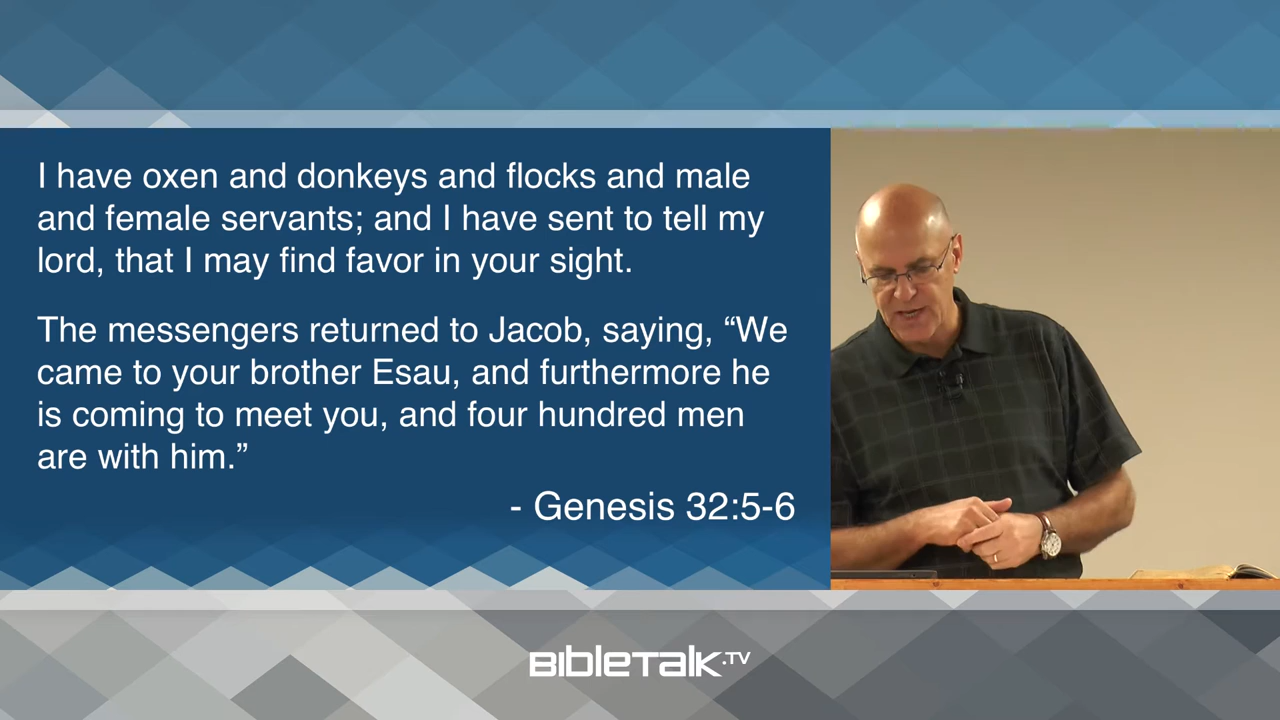 I have oxen and donkeys and flocks and male
and female servants; and I have sent to tell my
lord, that I may find favor in your sight.
The messengers returned to Jacob, saying, “We
came to your brother Esau, and furthermore he
is coming to meet you, and four hundred men
are with him.”
- Genesis 32:5-6
BIBLETALK.TV